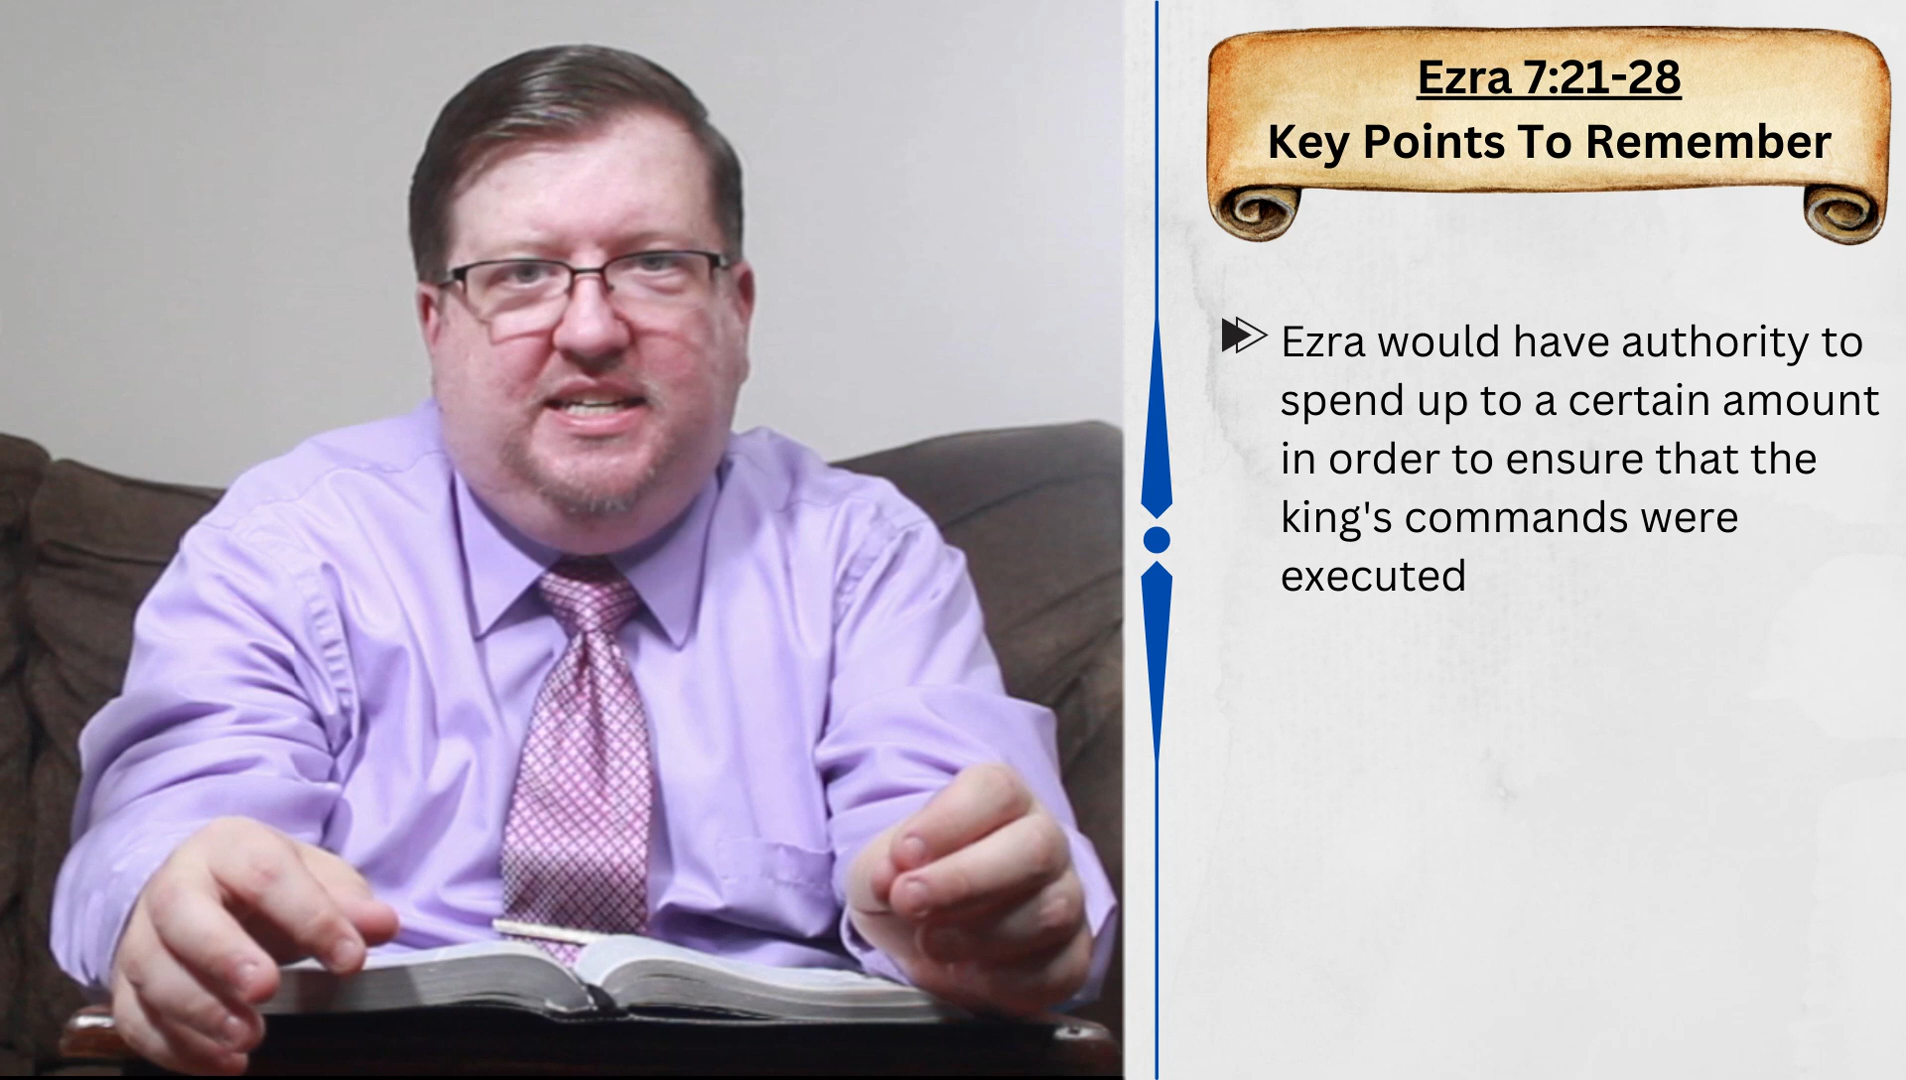 Ezra 7:21-28
Key Points To Remember
Ezra would have authority to
spend up to a certain amount
in order to ensure that the
king's commands were
executed